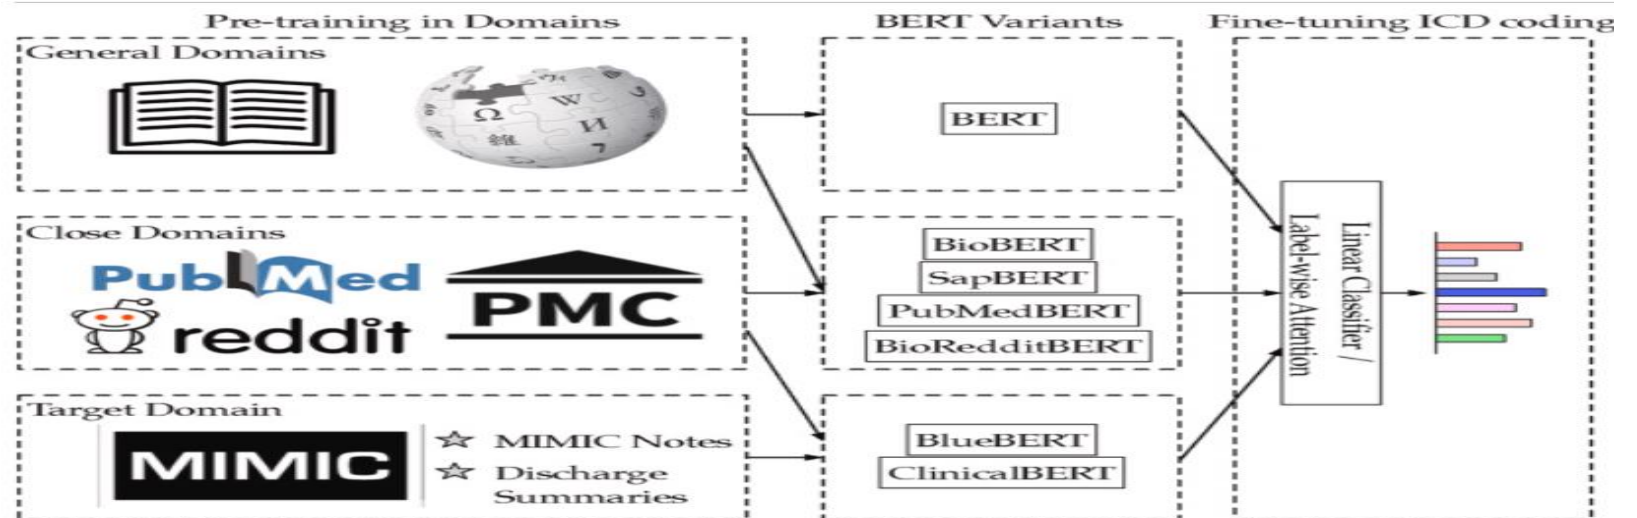 Pre-training in Domains
BERT Variants
Fine-tuning ICD coding
General Domains
Ω
W
И
BERT
Close Domains
PubMed
reddit
PMC
BioBERT
SapBERT
PubMedBERT
BioRedditBERT
Linear Classifier /
Label-wise Attention
Target Domain
MIMIC
MIMIC Notes
Discharge
Summaries
BlueBERT
ClinicalBERT